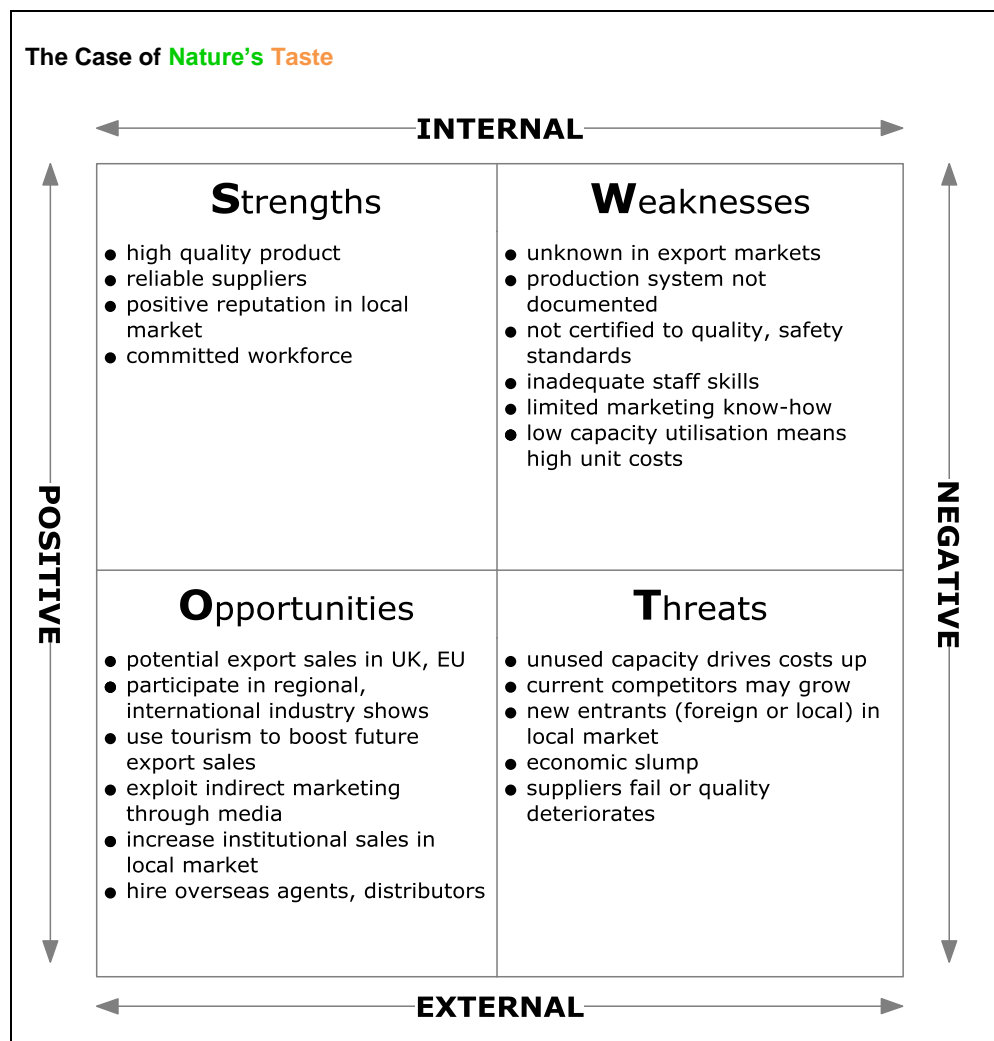 The Case of Nature's Taste
INTERNAL
POSITIVE
NEGATIVE
Strengths
● high quality product
● reliable suppliers
● positive reputation in local
market
● committed workforce
Weaknesses
● unknown in export markets
● production system not
documented
● not certified to quality, safety
standards
● inadequate staff skills
● limited marketing know-how
● low capacity utilisation means
high unit costs
Opportunities
● potential export sales in UK, EU
● participate in regional,
international industry shows
● use tourism to boost future
export sales
● exploit indirect marketing
through media
● increase institutional sales in
local market
● hire overseas agents, distributors
Threats
● unused capacity drives costs up
● current competitors may grow
● new entrants (foreign or local) in
local market
● economic slump
● suppliers fail or quality
deteriorates
EXTERNAL